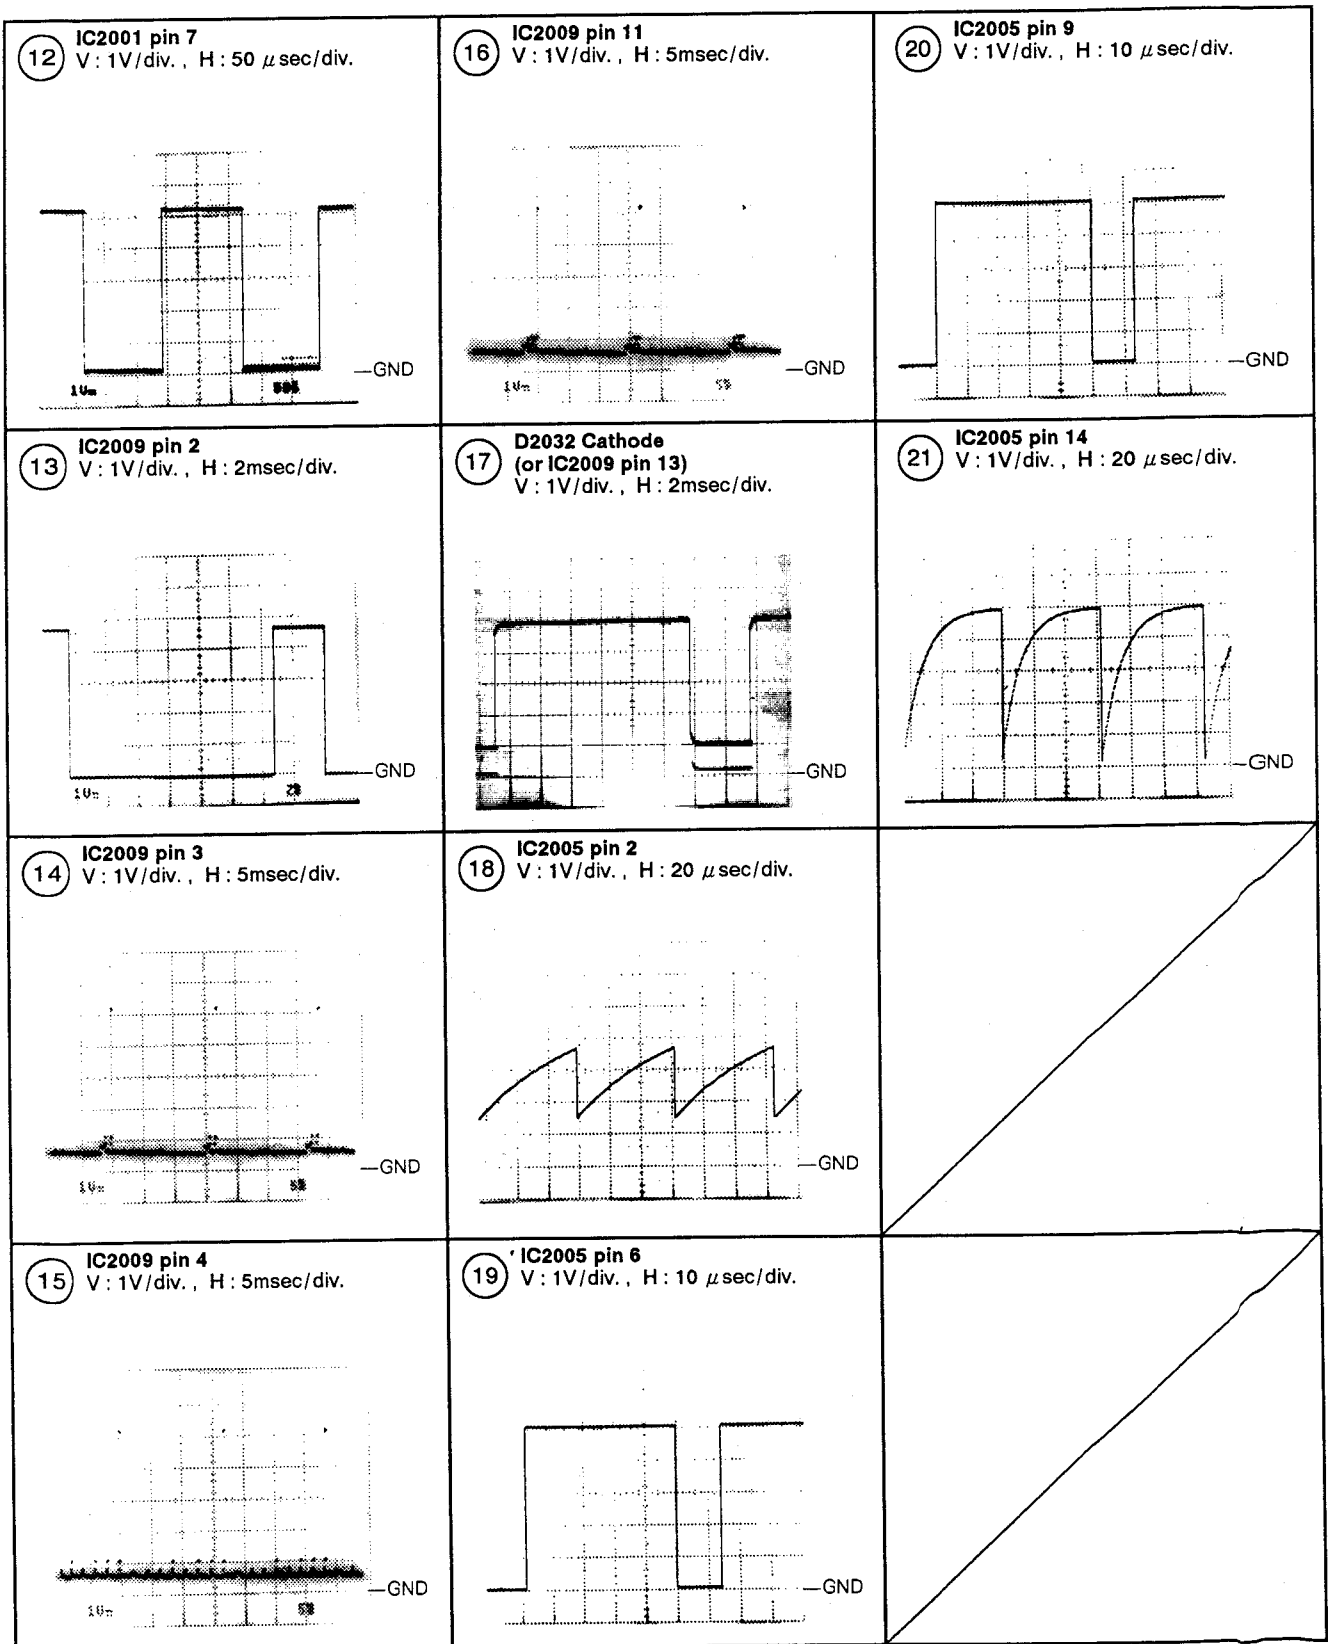 12 IC2001 pin 7
V : 1V/div. , H : 50 μsec/div.
GND
1Vm
16 IC2009 pin 11
V : 1V/div. , H : 5msec/div.
GND
20 IC2005 pin 9
V : 1V/div. , H : 10 μsec/div.
GND
13 IC2009 pin 2
V : 1V/div. , H : 2msec/div.
GND
17 D2032 Cathode
(or IC2009 pin 13)
V : 1V/div. , H : 2msec/div.
GND
21 IC2005 pin 14
V : 1V/div. , H : 20 μsec/div.
GND
14 IC2009 pin 3
V : 1V/div. , H : 5msec/div.
GND
18 IC2005 pin 2
V : 1V/div. , H : 20 μsec/div.
GND
15 IC2009 pin 4
V : 1V/div. , H : 5msec/div.
GND
19 IC2005 pin 6
V : 1V/div. , H : 10 μsec/div.
GND